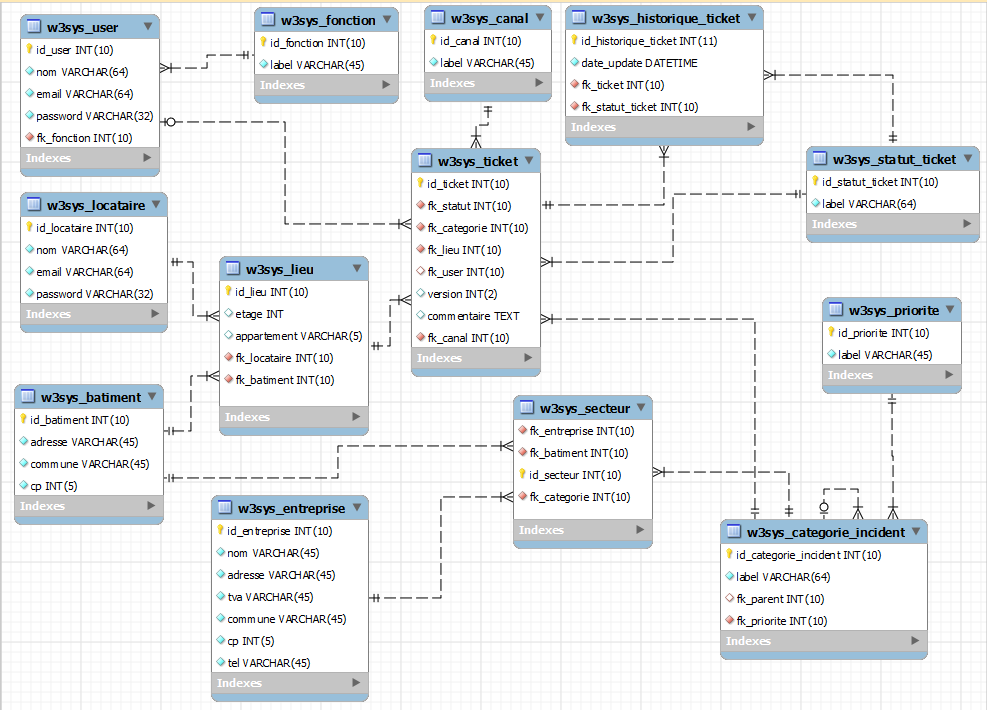 w3sys_user
id_user INT(10)
nom VARCHAR(64)
email VARCHAR(64)
password VARCHAR(32)
fk_fonction INT(10)
Indexes
w3sys_fonction
id_fonction INT(10)
label VARCHAR(45)
Indexes
w3sys_canal
id_canal INT(10)
label VARCHAR(45)
Indexes
w3sys_historique_ticket
id_historique_ticket INT(11)
date_update DATETIME
fk_ticket INT(10)
fk_statut_ticket INT(10)
Indexes
w3sys_statut_ticket
id_statut_ticket INT(10)
label VARCHAR(64)
Indexes
w3sys_ticket
id_ticket INT(10)
fk_statut INT(10)
fk_categorie INT(10)
fk_lieu INT(10)
fk_user INT(10)
version INT(2)
commentaire TEXT
fk_canal INT(10)
Indexes
w3sys_locataire
id_locataire INT(10)
nom VARCHAR(64)
email VARCHAR(64)
password VARCHAR(32)
Indexes
w3sys_lieu
id_lieu INT(10)
etage INT
appartement VARCHAR(5)
fk_locataire INT(10)
fk_batiment INT(10)
Indexes
w3sys_priorite
id_priorite INT(10)
label VARCHAR(45)
Indexes
w3sys_batiment
id_batiment INT(10)
adresse VARCHAR(45)
commune VARCHAR(45)
cp INT(5)
Indexes
w3sys_secteur
fk_entreprise INT(10)
fk_batiment INT(10)
id_secteur INT(10)
fk_categorie INT(10)
Indexes
w3sys_entreprise
id_entreprise INT(10)
nom VARCHAR(45)
adresse VARCHAR(45)
tva VARCHAR(45)
commune VARCHAR(45)
cp INT(5)
tel VARCHAR(45)
Indexes
w3sys_categorie_incident
id_categorie_incident INT(10)
label VARCHAR(64)
fk_parent INT(10)
fk_priorite INT(10)
Indexes